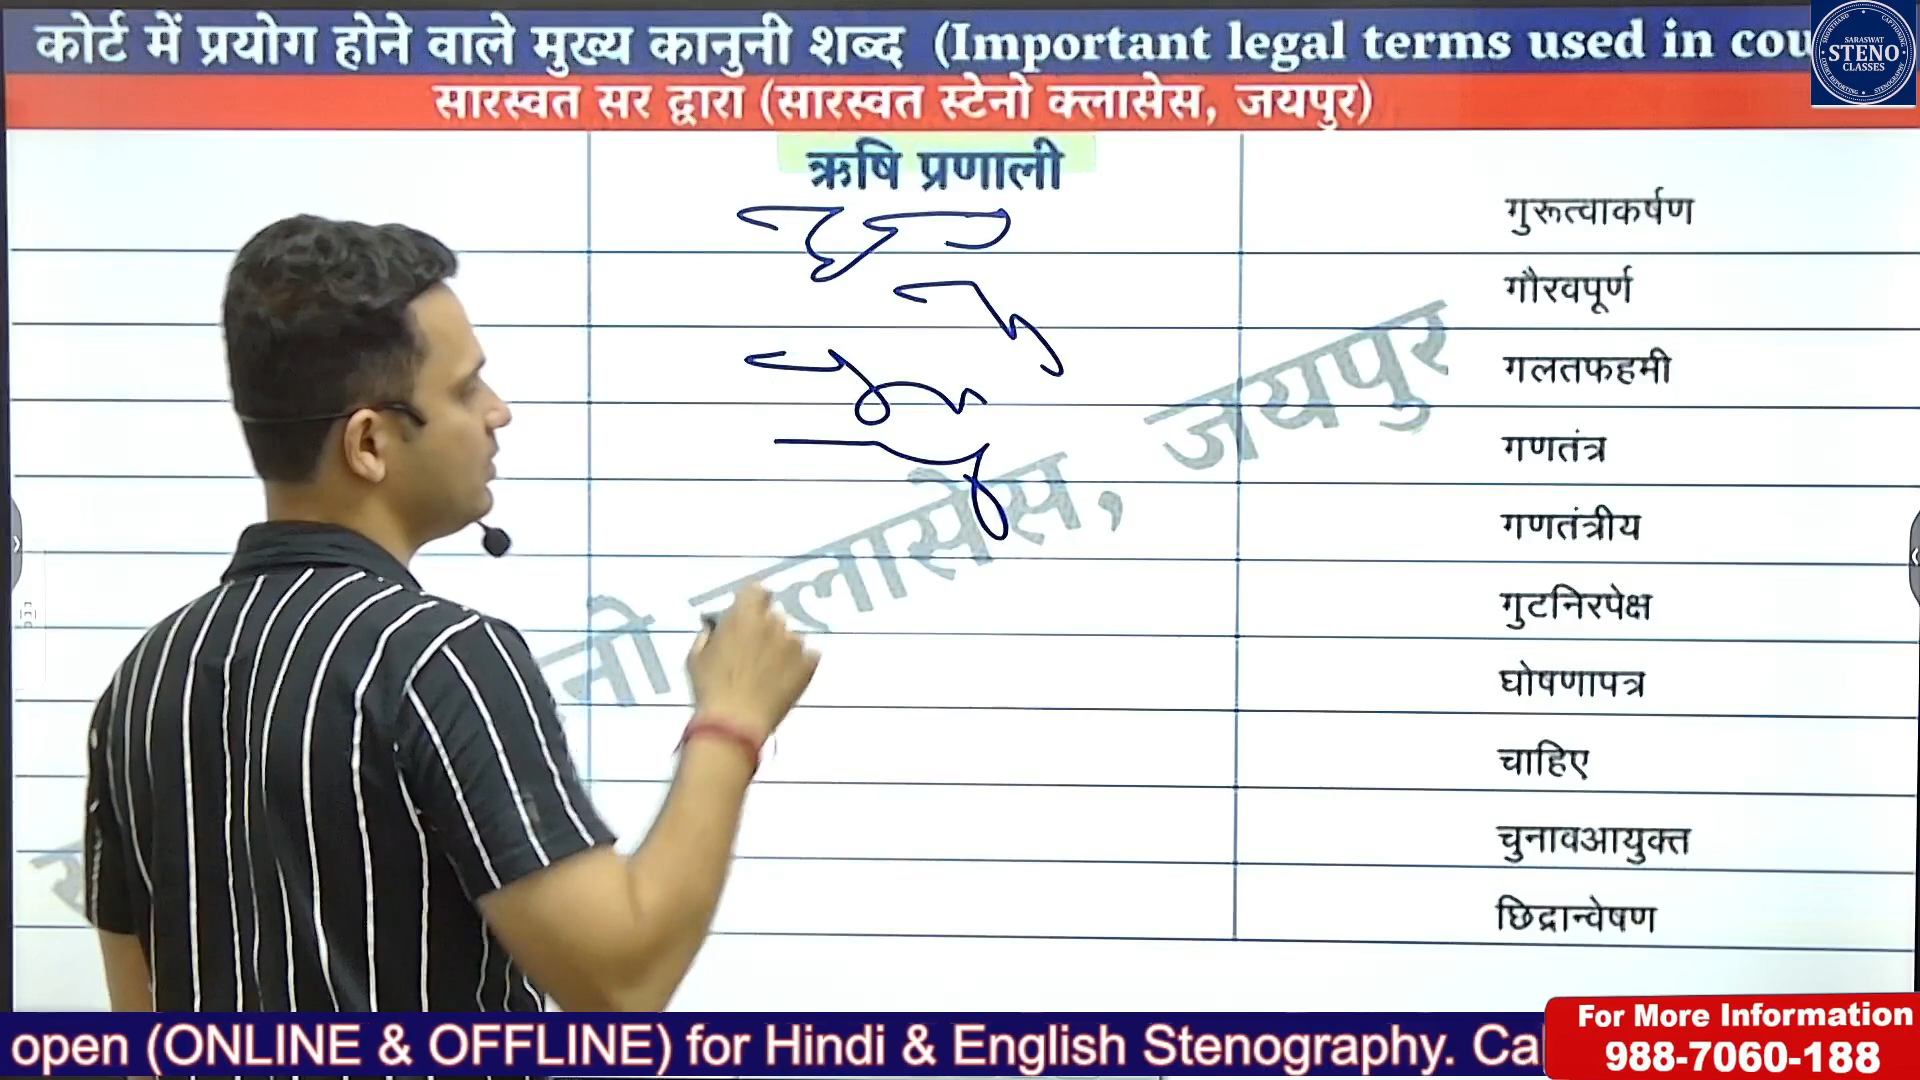 कोर्ट में प्रयोग होने वाले मुख्य कानुनी शब्द (Important legal terms used in cou
SARASWAT
STENO
CLASSES
सारस्वत सर द्वारा (सारस्वत स्टेनो क्लासेस, जयपुर)
ऋषि प्रणाली
गुरूत्वाकर्षण
गौरवपूर्ण
गलतफहमी
गणतंत्र
गणतंत्रीय
गुटनिरपेक्ष
घोषणापत्र
चाहिए
चुनावआयुक्त
छिद्रान्वेषण
नो क्लासेस, जयपुर
open (ONLINE & OFFLINE) for Hindi & English Stenography. Cal
For More Information
988-7060-188